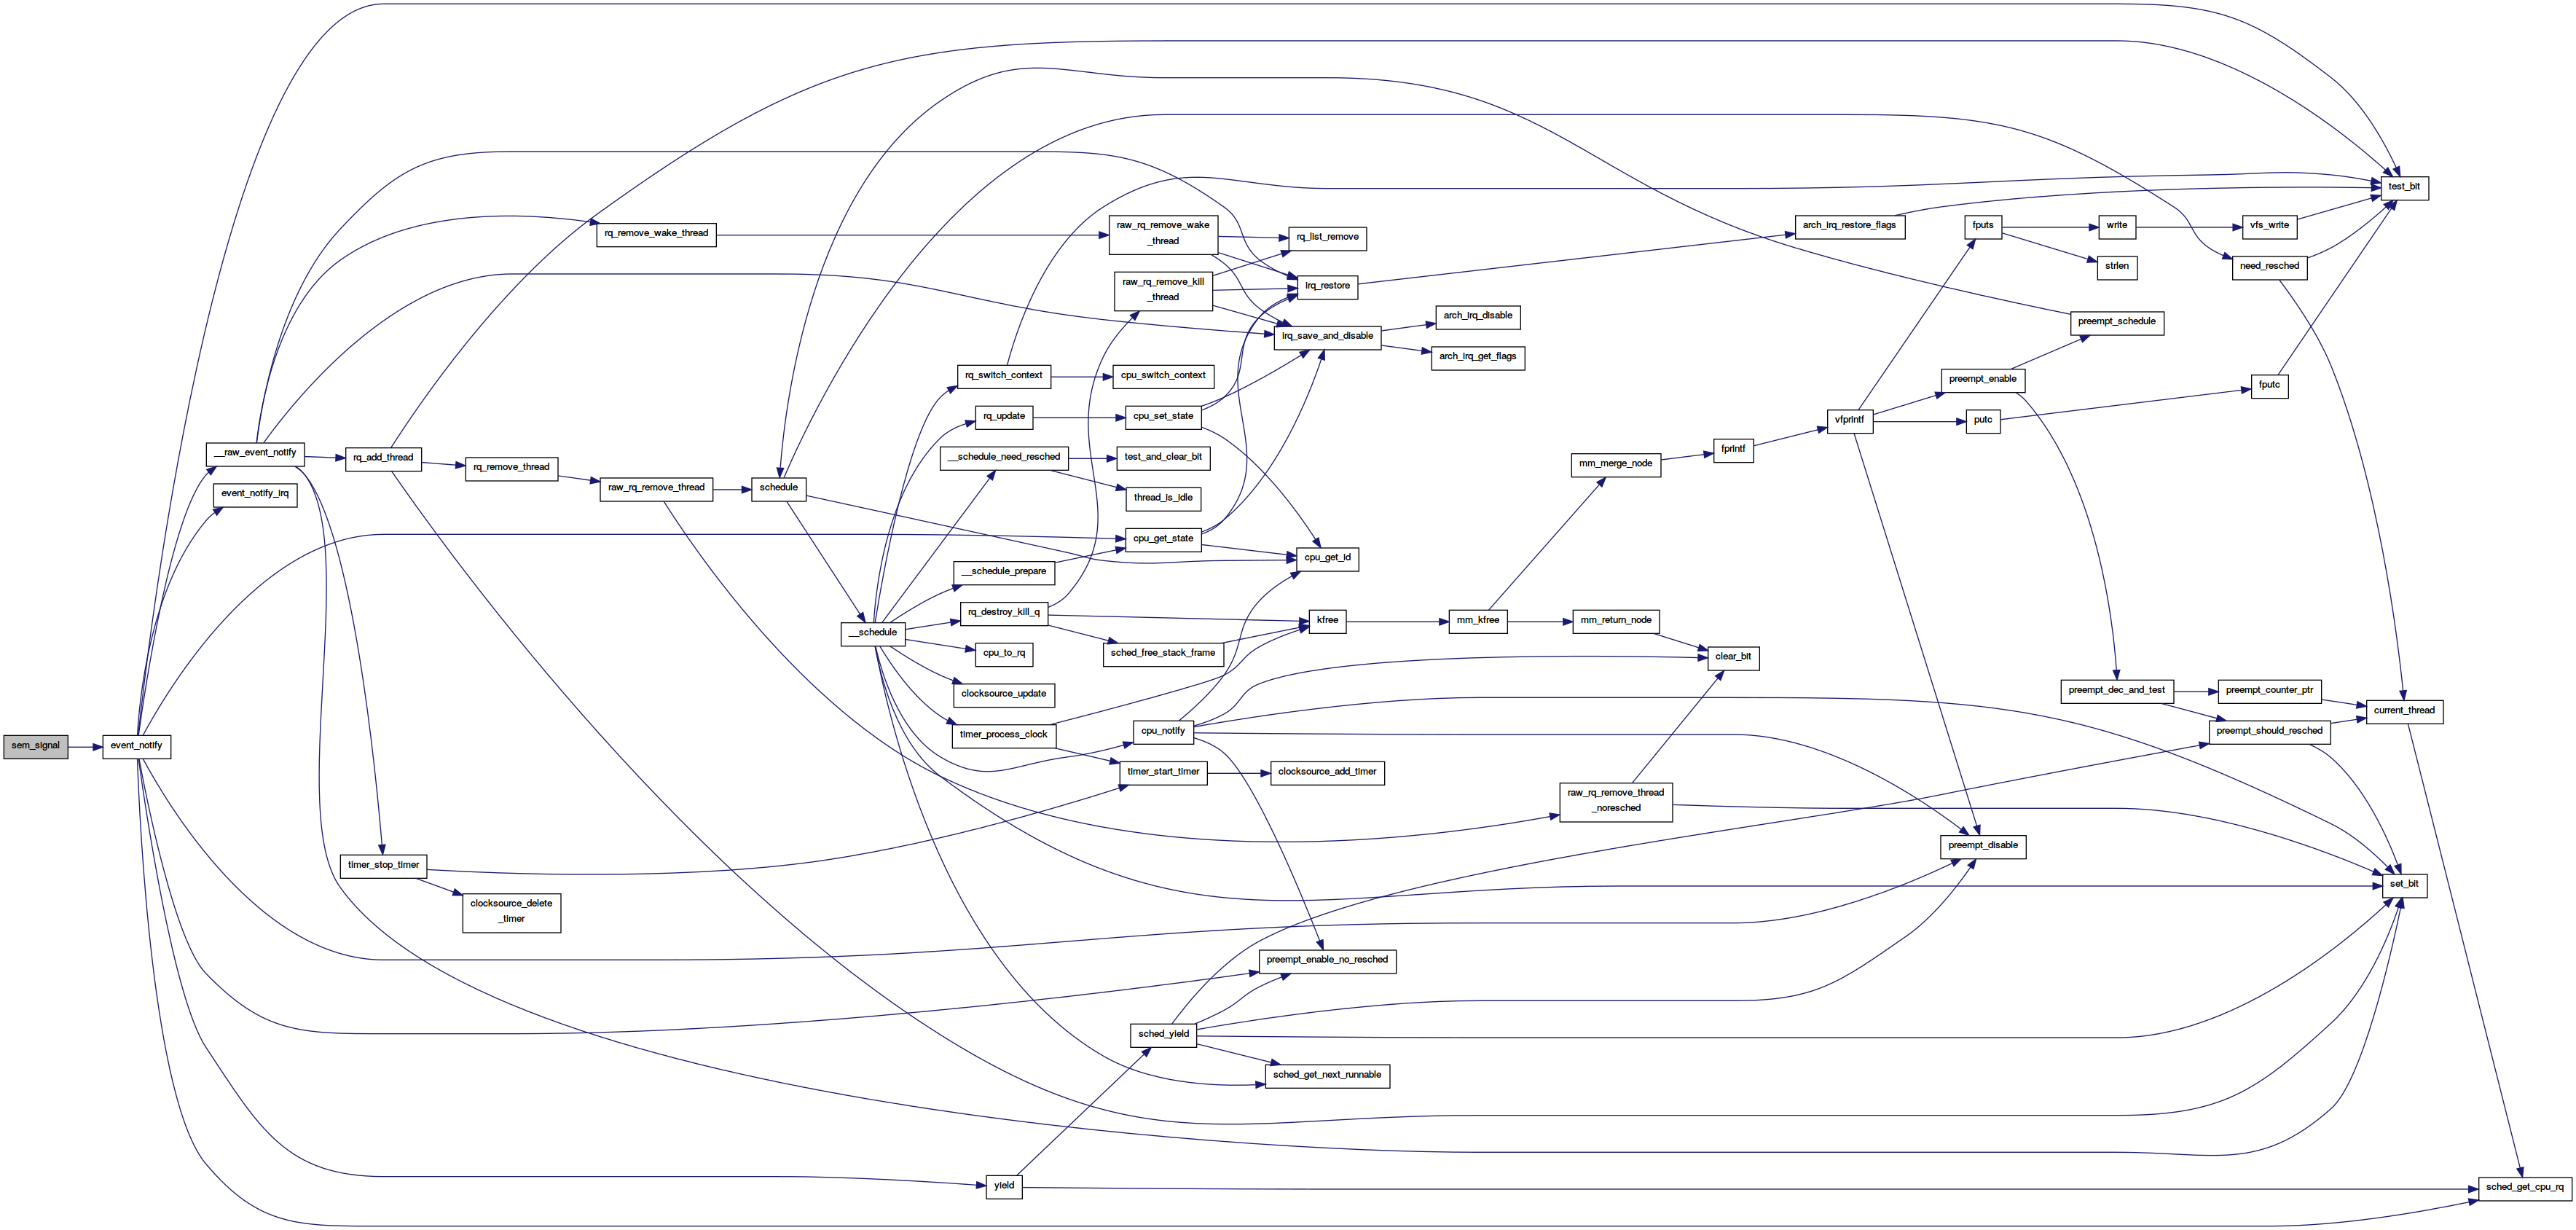 sem_signal
event_notify
__raw_event_notify
event_notify_irq
rq_add_thread
timer_stop_timer
rq_remove_thread
clocksource_delete
_timer
rq_remove_wake_thread
raw_rq_remove_thread
schedule
__schedule
rq_switch_context
rq_update
__schedule_need_resched
__schedule_prepare
rq_destroy_kill_q
cpu_to_rq
clocksource_update
timer_process_clock
yield
raw_rq_remove_wake
_thread
raw_rq_remove_kill
_thread
cpu_switch_context
cpu_set_state
test_and_clear_bit
thread_is_idle
cpu_get_state
sched_free_stack_frame
cpu_notify
timer_start_timer
sched_yield
rq_list_remove
irq_restore
irq_save_and_disable
cpu_get_id
kfree
clocksource_add_timer
preempt_enable_no_resched
sched_get_next_runnable
arch_irq_disable
arch_irq_get_flags
mm_kfree
mm_merge_node
mm_return_node
raw_rq_remove_thread
_noresched
fprintf
clear_bit
arch_irq_restore_flags
vfprintf
fputs
preempt_enable
putc
preempt_disable
write
strlen
preempt_schedule
preempt_dec_and_test
vfs_write
need_resched
fputc
preempt_counter_ptr
preempt_should_resched
test_bit
current_thread
set_bit
sched_get_cpu_rq